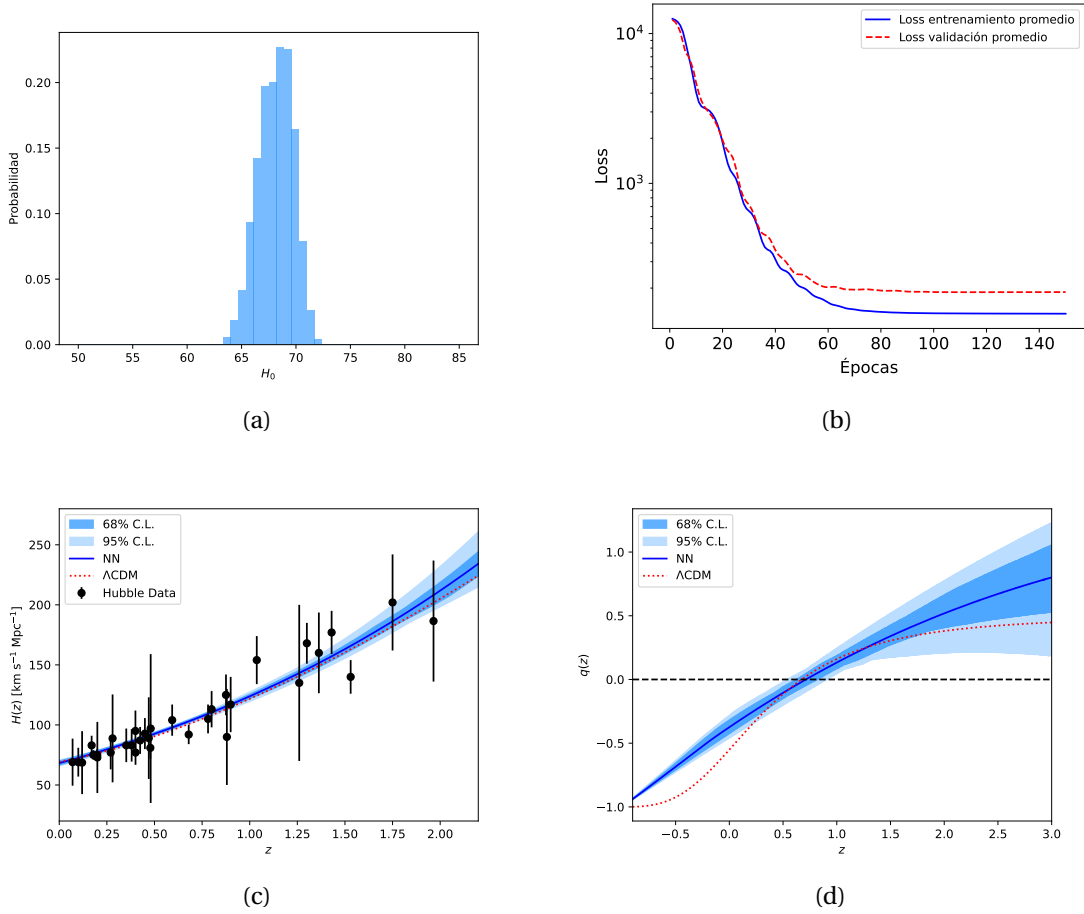 0.20
0.15
0.10
0.05
0.00
Probabilidad
50 55 60 65 70 75 80 85
H₀
(a)
10⁴
10³
Loss
Loss entrenamiento promedio
Loss validación promedio
0 20 40 60 80 100 120 140
Épocas
(b)
250
200
150
100
50
H(z) [km s⁻¹ Mpc⁻¹]
68% C.L.
95% C.L.
NN
ΛCDM
Hubble Data
0.00 0.25 0.50 0.75 1.00 1.25 1.50 1.75 2.00
z
(c)
1.0
0.5
0.0
−0.5
−1.0
q(z)
68% C.L.
95% C.L.
NN
ΛCDM
−0.5 0.0 0.5 1.0 1.5 2.0 2.5 3.0
z
(d)